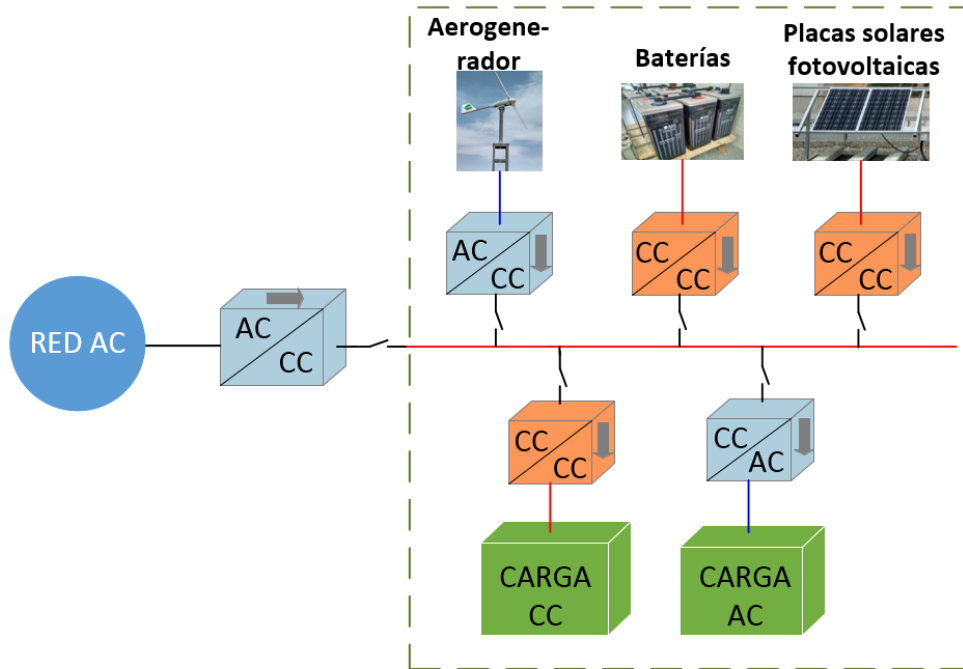 Aerogene-
rador
Baterías
Placas solares
fotovoltaicas
AC
CC
CC
CC
CC
CC
RED AC
AC
CC
CC
CC
CC
AC
CARGA
CC
CARGA
AC